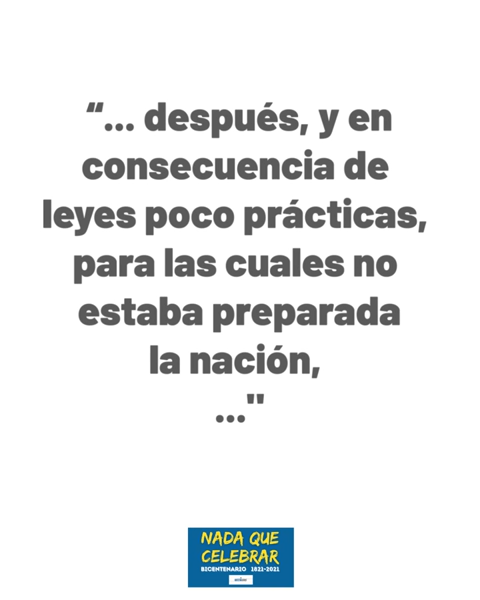 “... después, y en
consecuencia de
leyes poco prácticas,
para las cuales no
estaba preparada
la nación,
..."
NADA QUE
CELEBRAR
BICENTENARIO 1821-2021